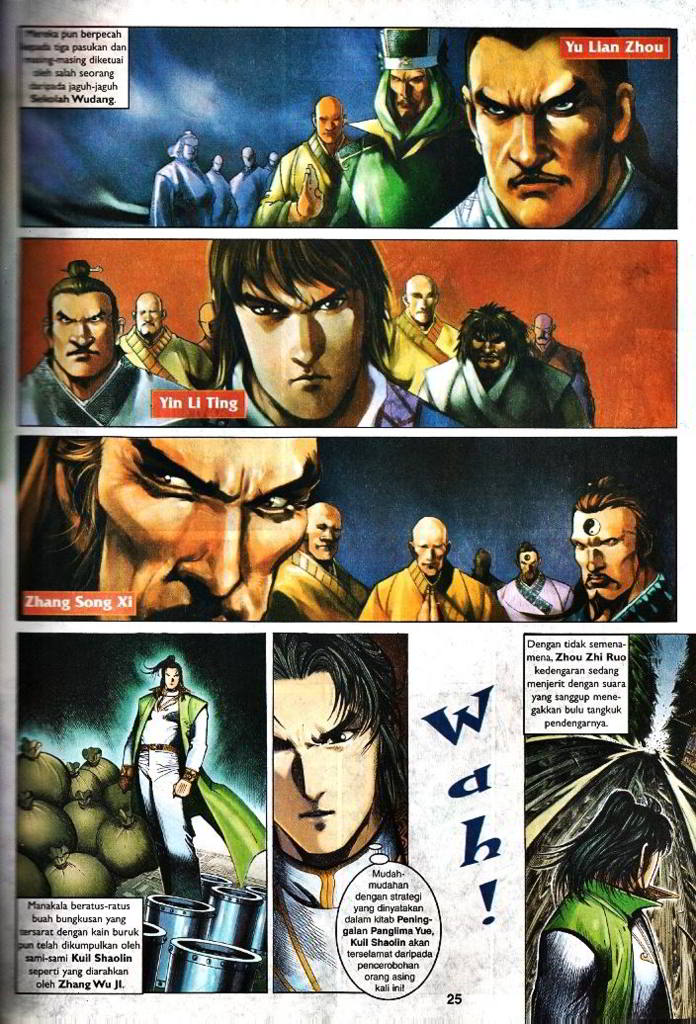 Mereka pun berpecah
kepada tiga pasukan dan
masing-masing diketuai
oleh salah seorang
daripada jaguh-jaguh
Sekolah Wudang.
Yu Lian Zhou
Yin Li Ting
Zhang Song Xi
Manakala beratus-ratus
buah bungkusan yang
tersarat dengan kain buruk
pun telah dikumpulkan oleh
sami-sami Kuil Shaolin
seperti yang diarahkan
oleh Zhang Wu JI.
Mudah-
mudahan
dengan strategi
yang dinyatakan
dalam kitab Pening-
galan Panglima Yue,
Kuil Shaolin akan
terselamat daripada
pencerobohan
orang asing
kali ini!
Wah!
Dengan tidak semena-
mena, Zhou Zhi Ruo
kedengaran sedang
menjerit dengan suara
yang sanggup mene-
gakkan bulu tangkuk
pendengarnya.
25